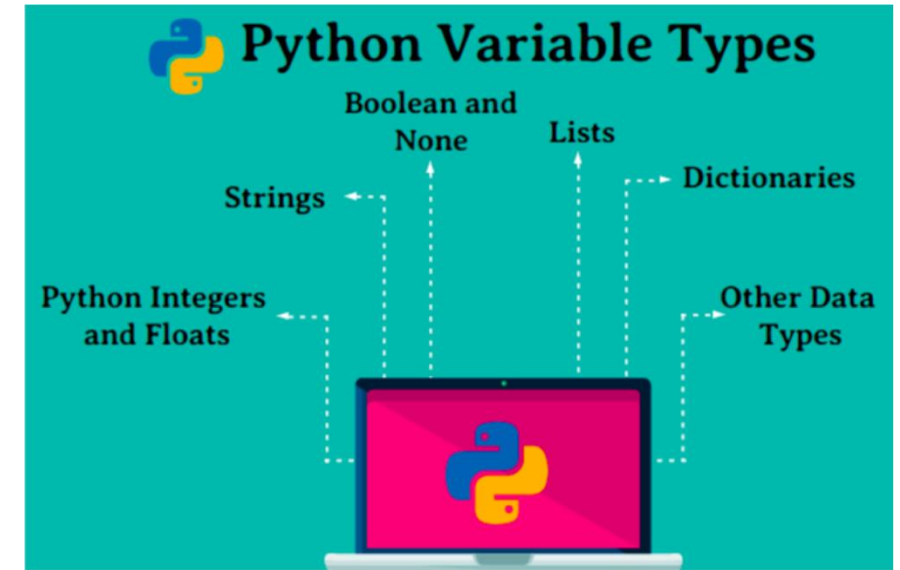 Python Variable Types
Boolean and
None
Lists
Strings
Dictionaries
Python Integers
and Floats
Other Data
Types